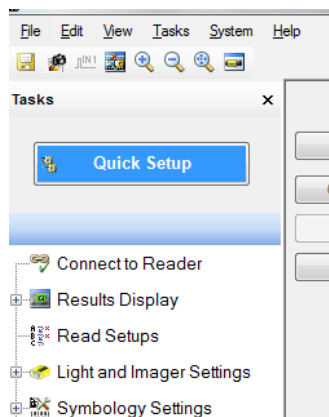 File Edit View Tasks System Help
IN1
Tasks
Quick Setup
Connect to Reader
Results Display
Read Setups
Light and Imager Settings
Symbology Settings